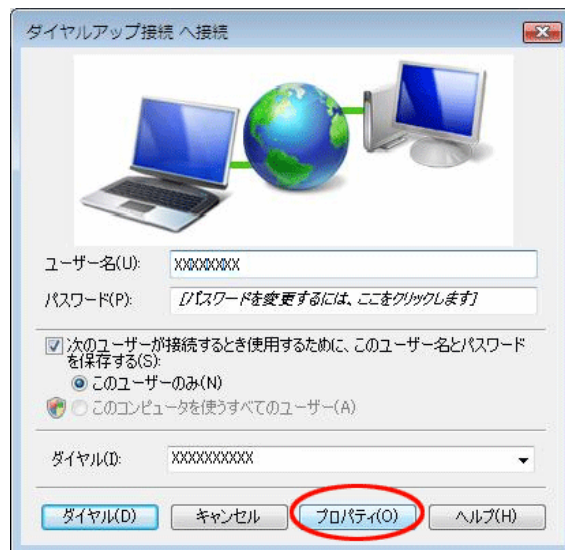 ダイヤルアップ接続 へ接続
ユーザー名(U):
XXXXXXXX
パスワード(P):
[パスワードを変更するには、ここをクリックします]
次のユーザーが接続するとき使用するために、このユーザー名とパスワード
を保存する(S):
このユーザーのみ(N)
このコンピュータを使うすべてのユーザー(A)
ダイヤル(I):
XXXXXXXXXX
ダイヤル(D)
キャンセル
プロパティ(O)
ヘルプ(H)